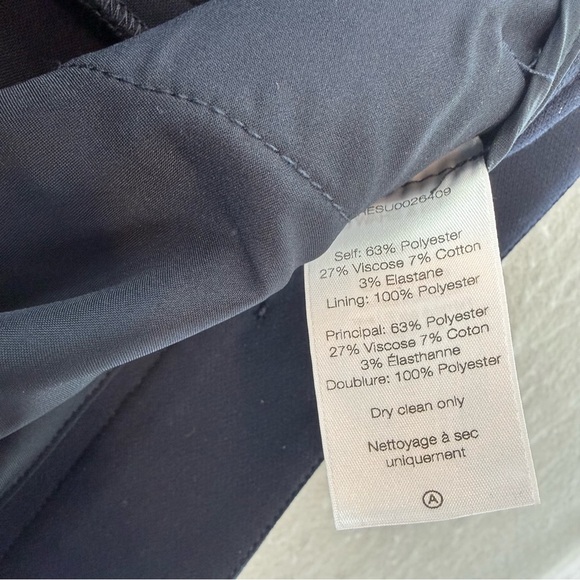 Self: 63% Polyester
27% Viscose 7% Cotton
3% Elastane
Lining: 100% Polyester
Principal: 63% Polyester
27% Viscose 7% Coton
3% Élasthanne
Doublure: 100% Polyester
Dry clean only
Nettoyage à sec
uniquement
A